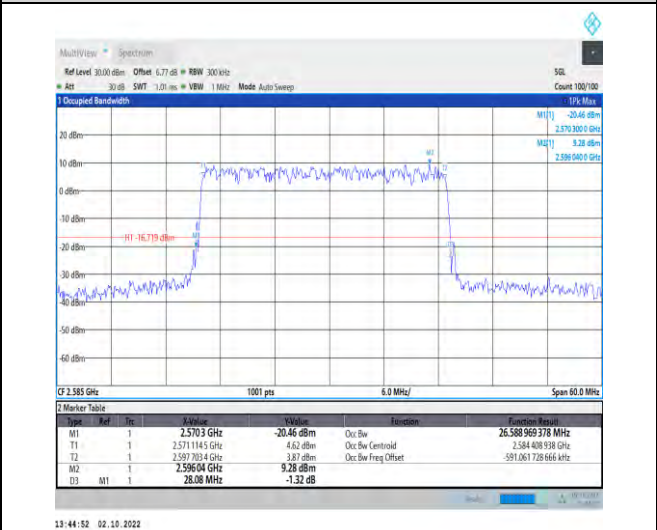 MultiView Spectrum
Ref Level 30.00 dBm Offset 6.77 dB RBW 300 kHz SGL
Att 30 dB SWT 1.01 ms VBW 1 MHz Mode Auto Sweep Count 100/100
1 Occupied Bandwidth 1Pk Max
M1[1] -20.46 dBm
2.570 300 0 GHz
M2[1] 9.28 dBm
2.596 040 0 GHz
20 dBm
M2
10 dBm
0 dBm
-10 dBm
H1 -16.719 dBm
-20 dBm
-30 dBm
-40 dBm
-50 dBm
-60 dBm
CF 2.585 GHz 1001 pts 6.0 MHz/ Span 60.0 MHz
2 Marker Table
Type Ref Trc X-Value Y-Value Function Function Result
M1 1 2.5703 GHz -20.46 dBm Occ Bw 26.588 969 378 MHz
T1 1 2.571 114 5 GHz 4.62 dBm Occ Bw Centroid 2.584 408 938 GHz
T2 1 2.597 703 4 GHz 3.87 dBm Occ Bw Freq Offset -591.061 728 666 kHz
M2 1 2.59604 GHz 9.28 dBm
D3 M1 1 28.08 MHz -1.32 dB
13:44:52 02.10.2022